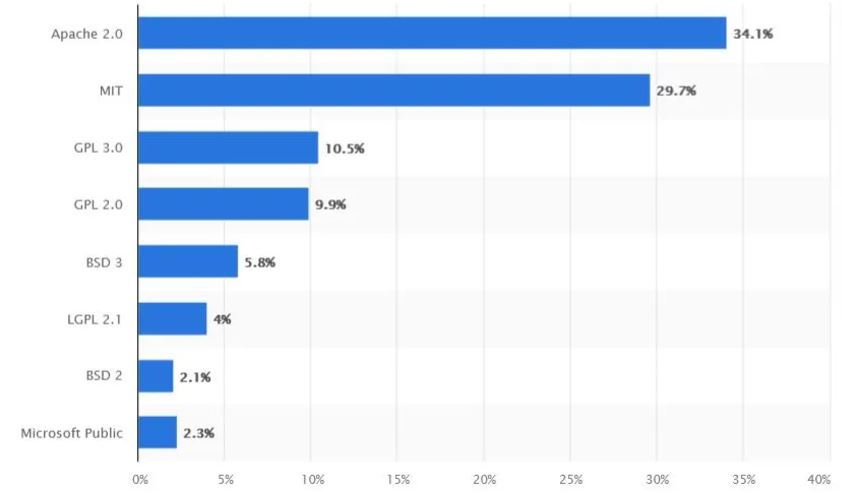 Apache 2.0 34.1%
MIT 29.7%
GPL 3.0 10.5%
GPL 2.0 9.9%
BSD 3 5.8%
LGPL 2.1 4%
BSD 2 2.1%
Microsoft Public 2.3%
0% 5% 10% 15% 20% 25% 30% 35% 40%